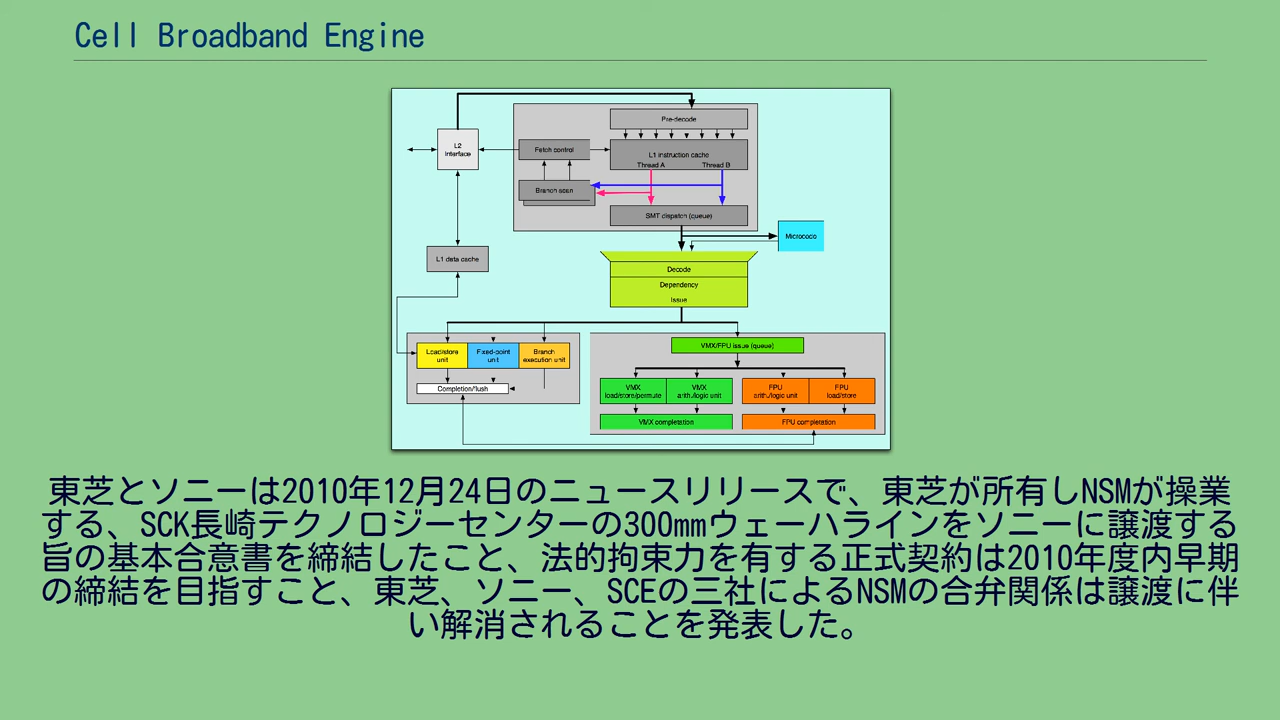 Cell Broadband Engine
Pre-decode
L2
interface
Fetch control
L1 instruction cache
Thread A
Thread B
Branch scan
SMT dispatch (queue)
Microcode
L1 data cache
Decode
Dependency
Issue
VMX/FPU issue (queue)
Load/store
unit
Fixed-point
unit
Branch
execution unit
VMX
load/store/permute
VMX
arith./logic unit
FPU
arith./logic unit
FPU
load/store
Completion/flush
VMX completion
FPU completion
東芝とソニーは2010年12月24日のニュースリリースで、東芝が所有しNSMが操業
する、SCK長崎テクノロジーセンターの300mmウェーハラインをソニーに譲渡する
旨の基本合意書を締結したこと、法的拘束力を有する正式契約は2010年度内早期
の締結を目指すこと、東芝、ソニー、SCEの三社によるNSMの合弁関係は譲渡に伴
い解消されることを発表した。